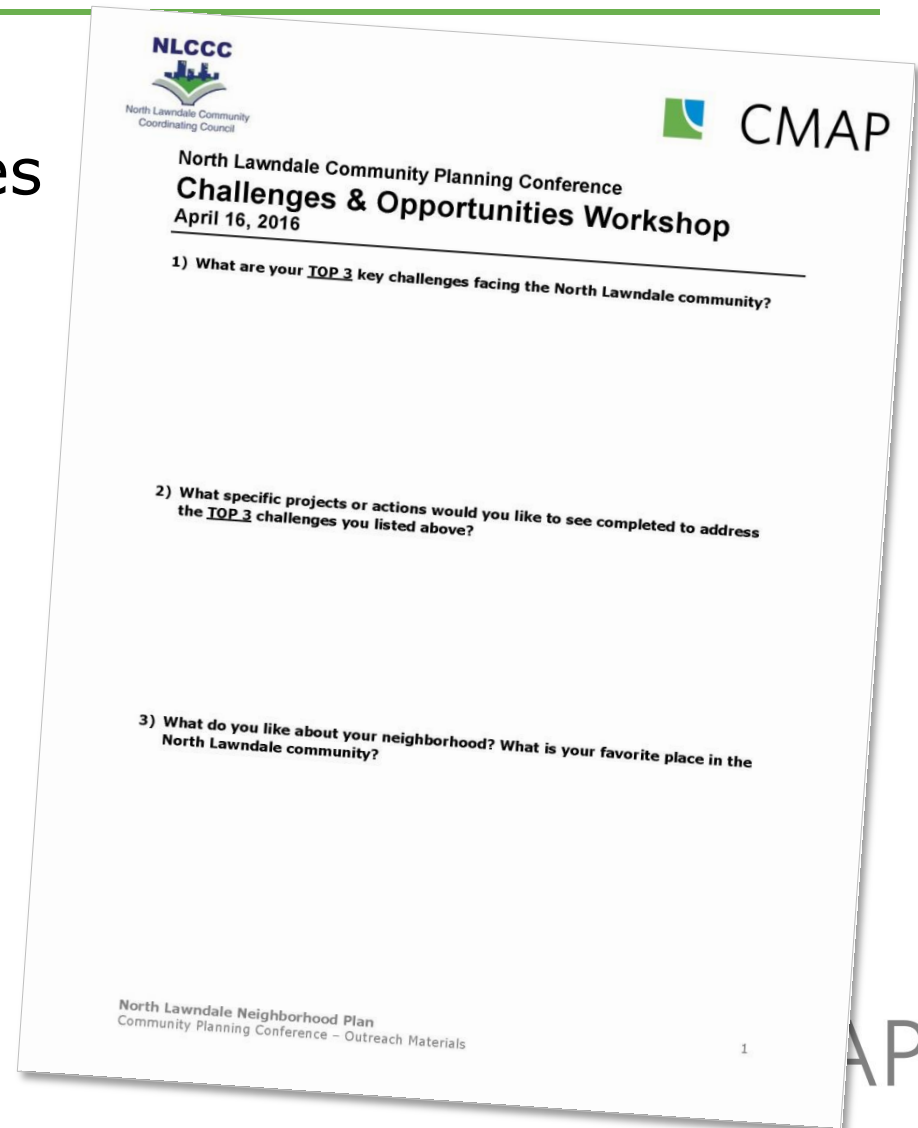 es
NLCCC
North Lawndale Community
Coordinating Council
CMAP
North Lawndale Community Planning Conference
Challenges & Opportunities Workshop
April 16, 2016
1) What are your TOP 3 key challenges facing the North Lawndale community?
2) What specific projects or actions would you like to see completed to address
the TOP 3 challenges you listed above?
3) What do you like about your neighborhood? What is your favorite place in the
North Lawndale community?
North Lawndale Neighborhood Plan
Community Planning Conference – Outreach Materials
1
AP